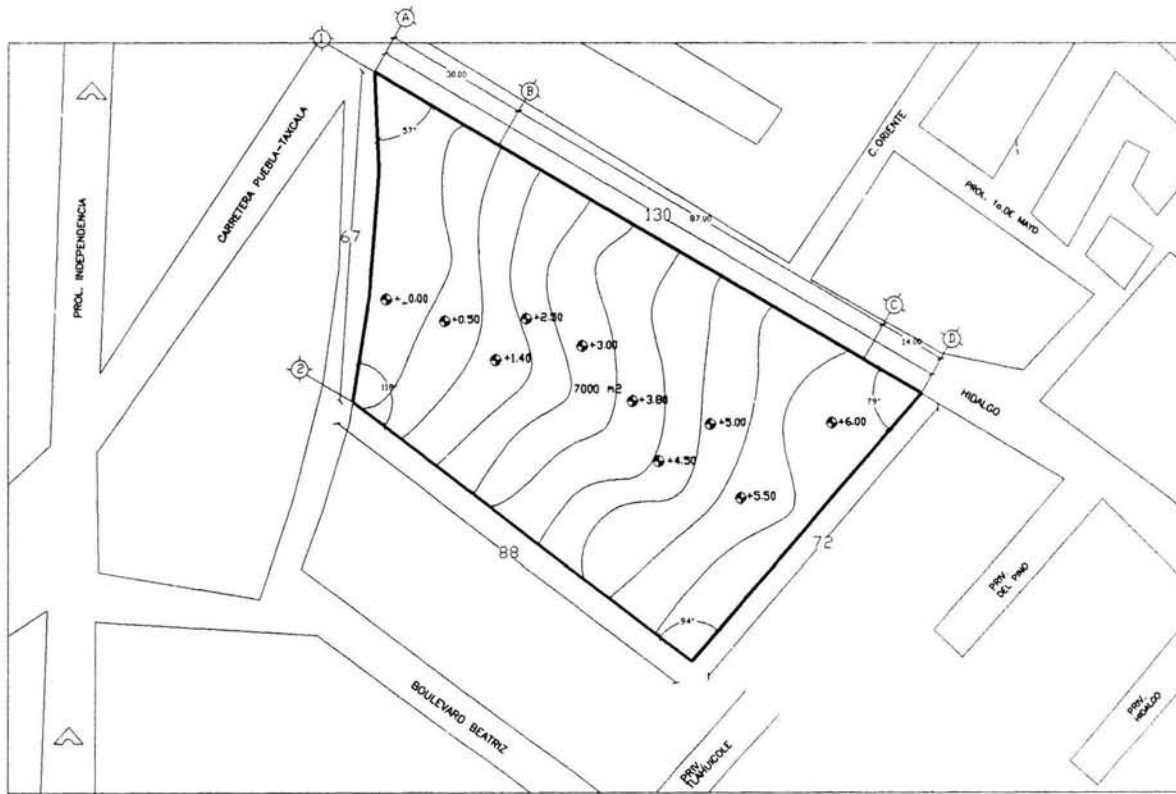 A
1
30.00
B
57°
CARRETERA PUEBLA-TAXCALA
C. ORIENTE
PROL. 1o. DE MAYO
PROL. INDEPENDENCIA
130
87.00
67
+_0.00
+0.50
+2.50
+1.40
+3.00
C
14.00
D
2
7000 m2
+3.80
79°
HIDALGO
+5.00
+6.00
+4.50
+5.50
88
72
PRIV.
DEL PINO
94°
BOULEVARD BEATRIZ
PRIV.
TLAHUICOLE
PRIV.
HIDALGO